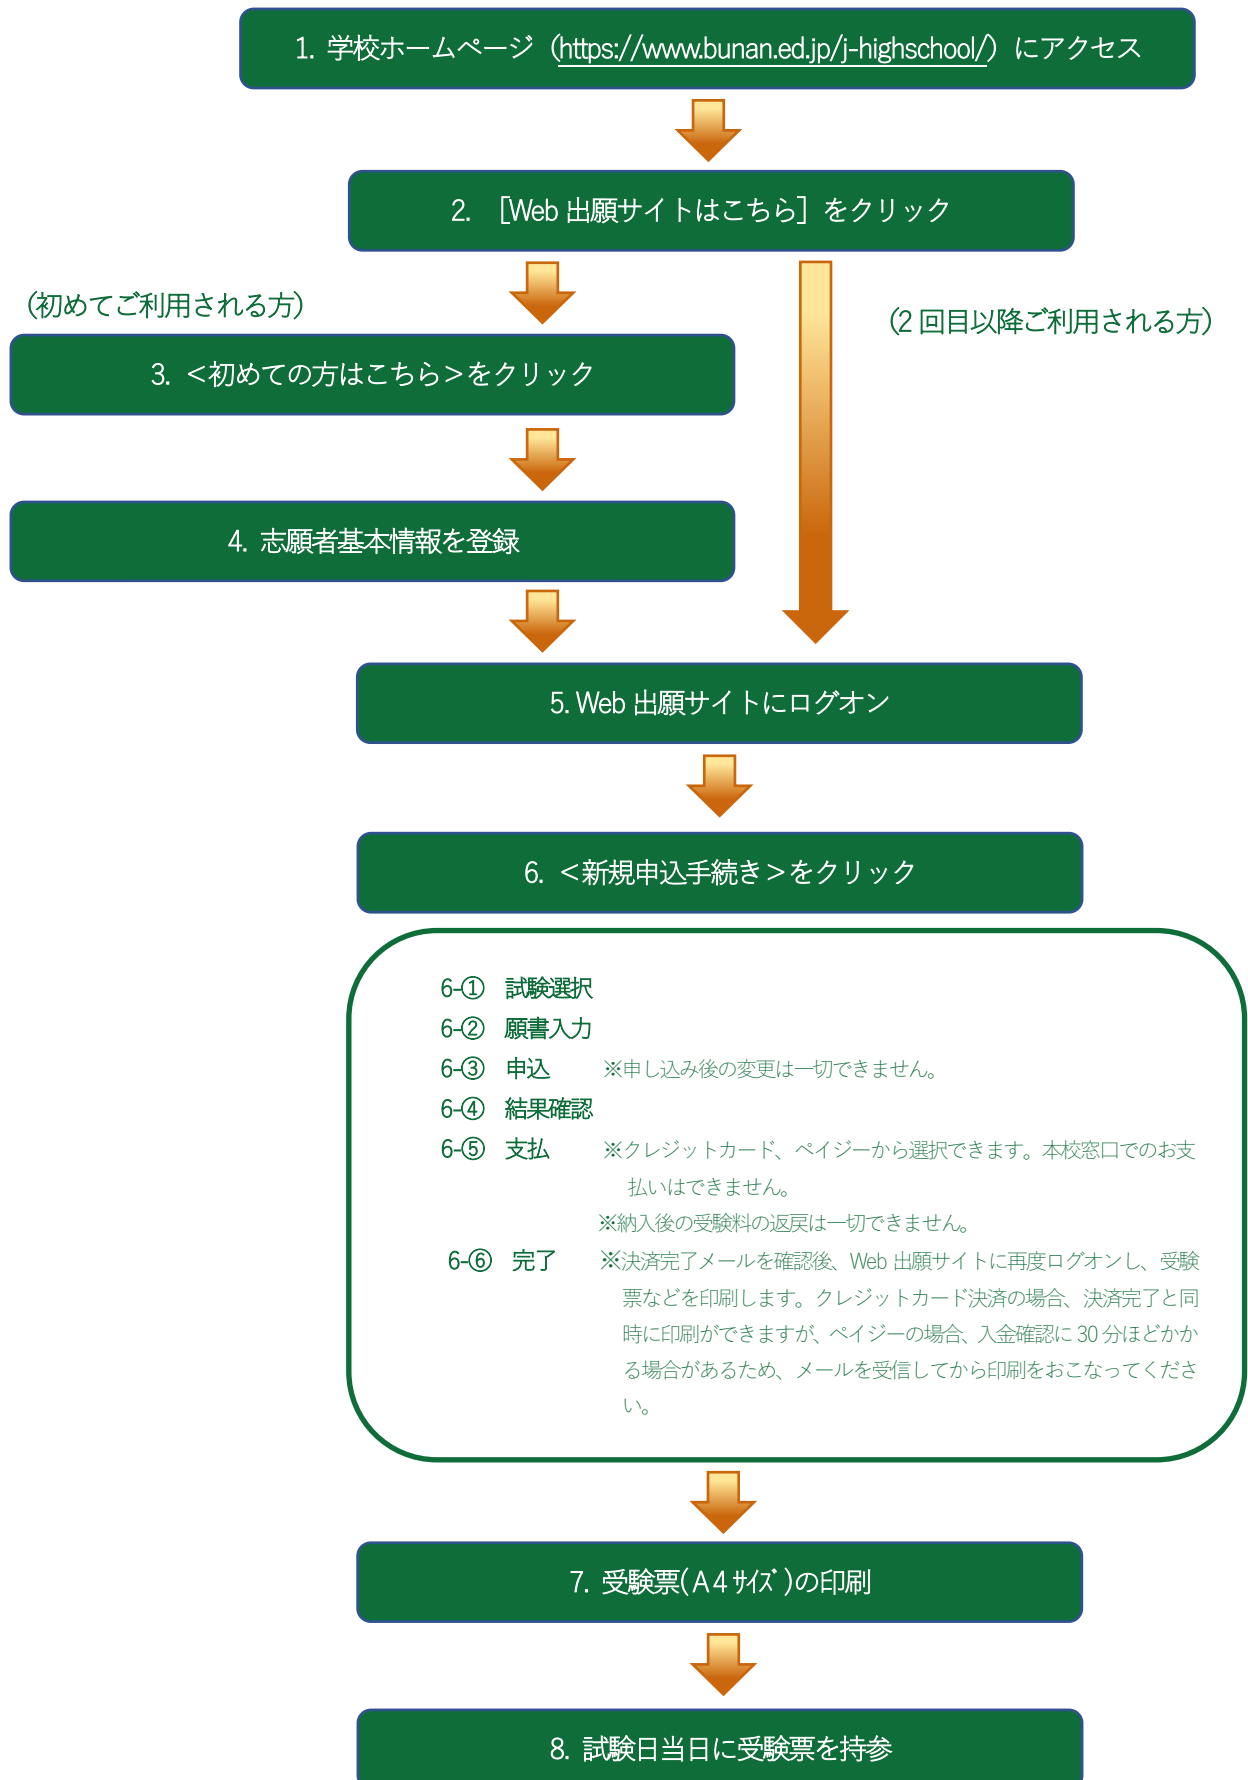 1. 学校ホームページ（https://www.bunan.ed.jp/j-highschool/）にアクセス
2. ［Web 出願サイトはこちら］をクリック
（初めてご利用される方）
（2 回目以降ご利用される方）
3. ＜初めての方はこちら＞をクリック
4. 志願者基本情報を登録
5. Web 出願サイトにログオン
6. ＜新規申込手続き＞をクリック
6-① 試験選択
6-② 願書入力
6-③ 申込 ※申し込み後の変更は一切できません。
6-④ 結果確認
6-⑤ 支払 ※クレジットカード、ペイジーから選択できます。本校窓口でのお支
払いはできません。
※納入後の受験料の返戻は一切できません。
6-⑥ 完了 ※決済完了メールを確認後、Web 出願サイトに再度ログオンし、受験
票などを印刷します。クレジットカード決済の場合、決済完了と同
時に印刷ができますが、ペイジーの場合、入金確認に 30 分ほどかか
る場合があるため、メールを受信してから印刷をおこなってくださ
い。
7. 受験票(Ａ４ｻｲｽﾞ)の印刷
8. 試験日当日に受験票を持参